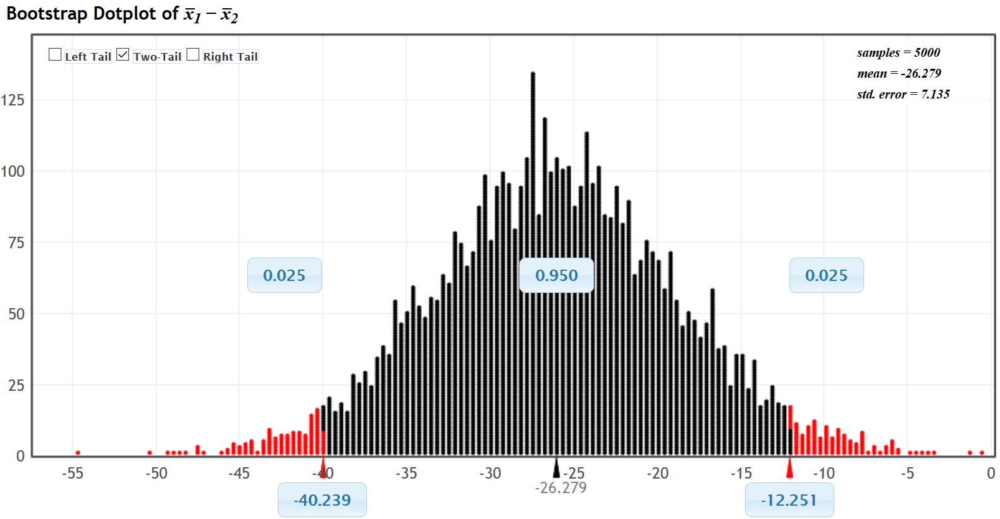 Bootstrap Dotplot of x̅1 − x̅2
Left Tail Two-Tail Right Tail
samples = 5000
mean = -26.279
std. error = 7.135
125
100
75
50
25
0
0.025 0.950 0.025
-55 -50 -45 -40 -35 -30 -25 -20 -15 -10 -5 0
-26.279
-40.239 -12.251